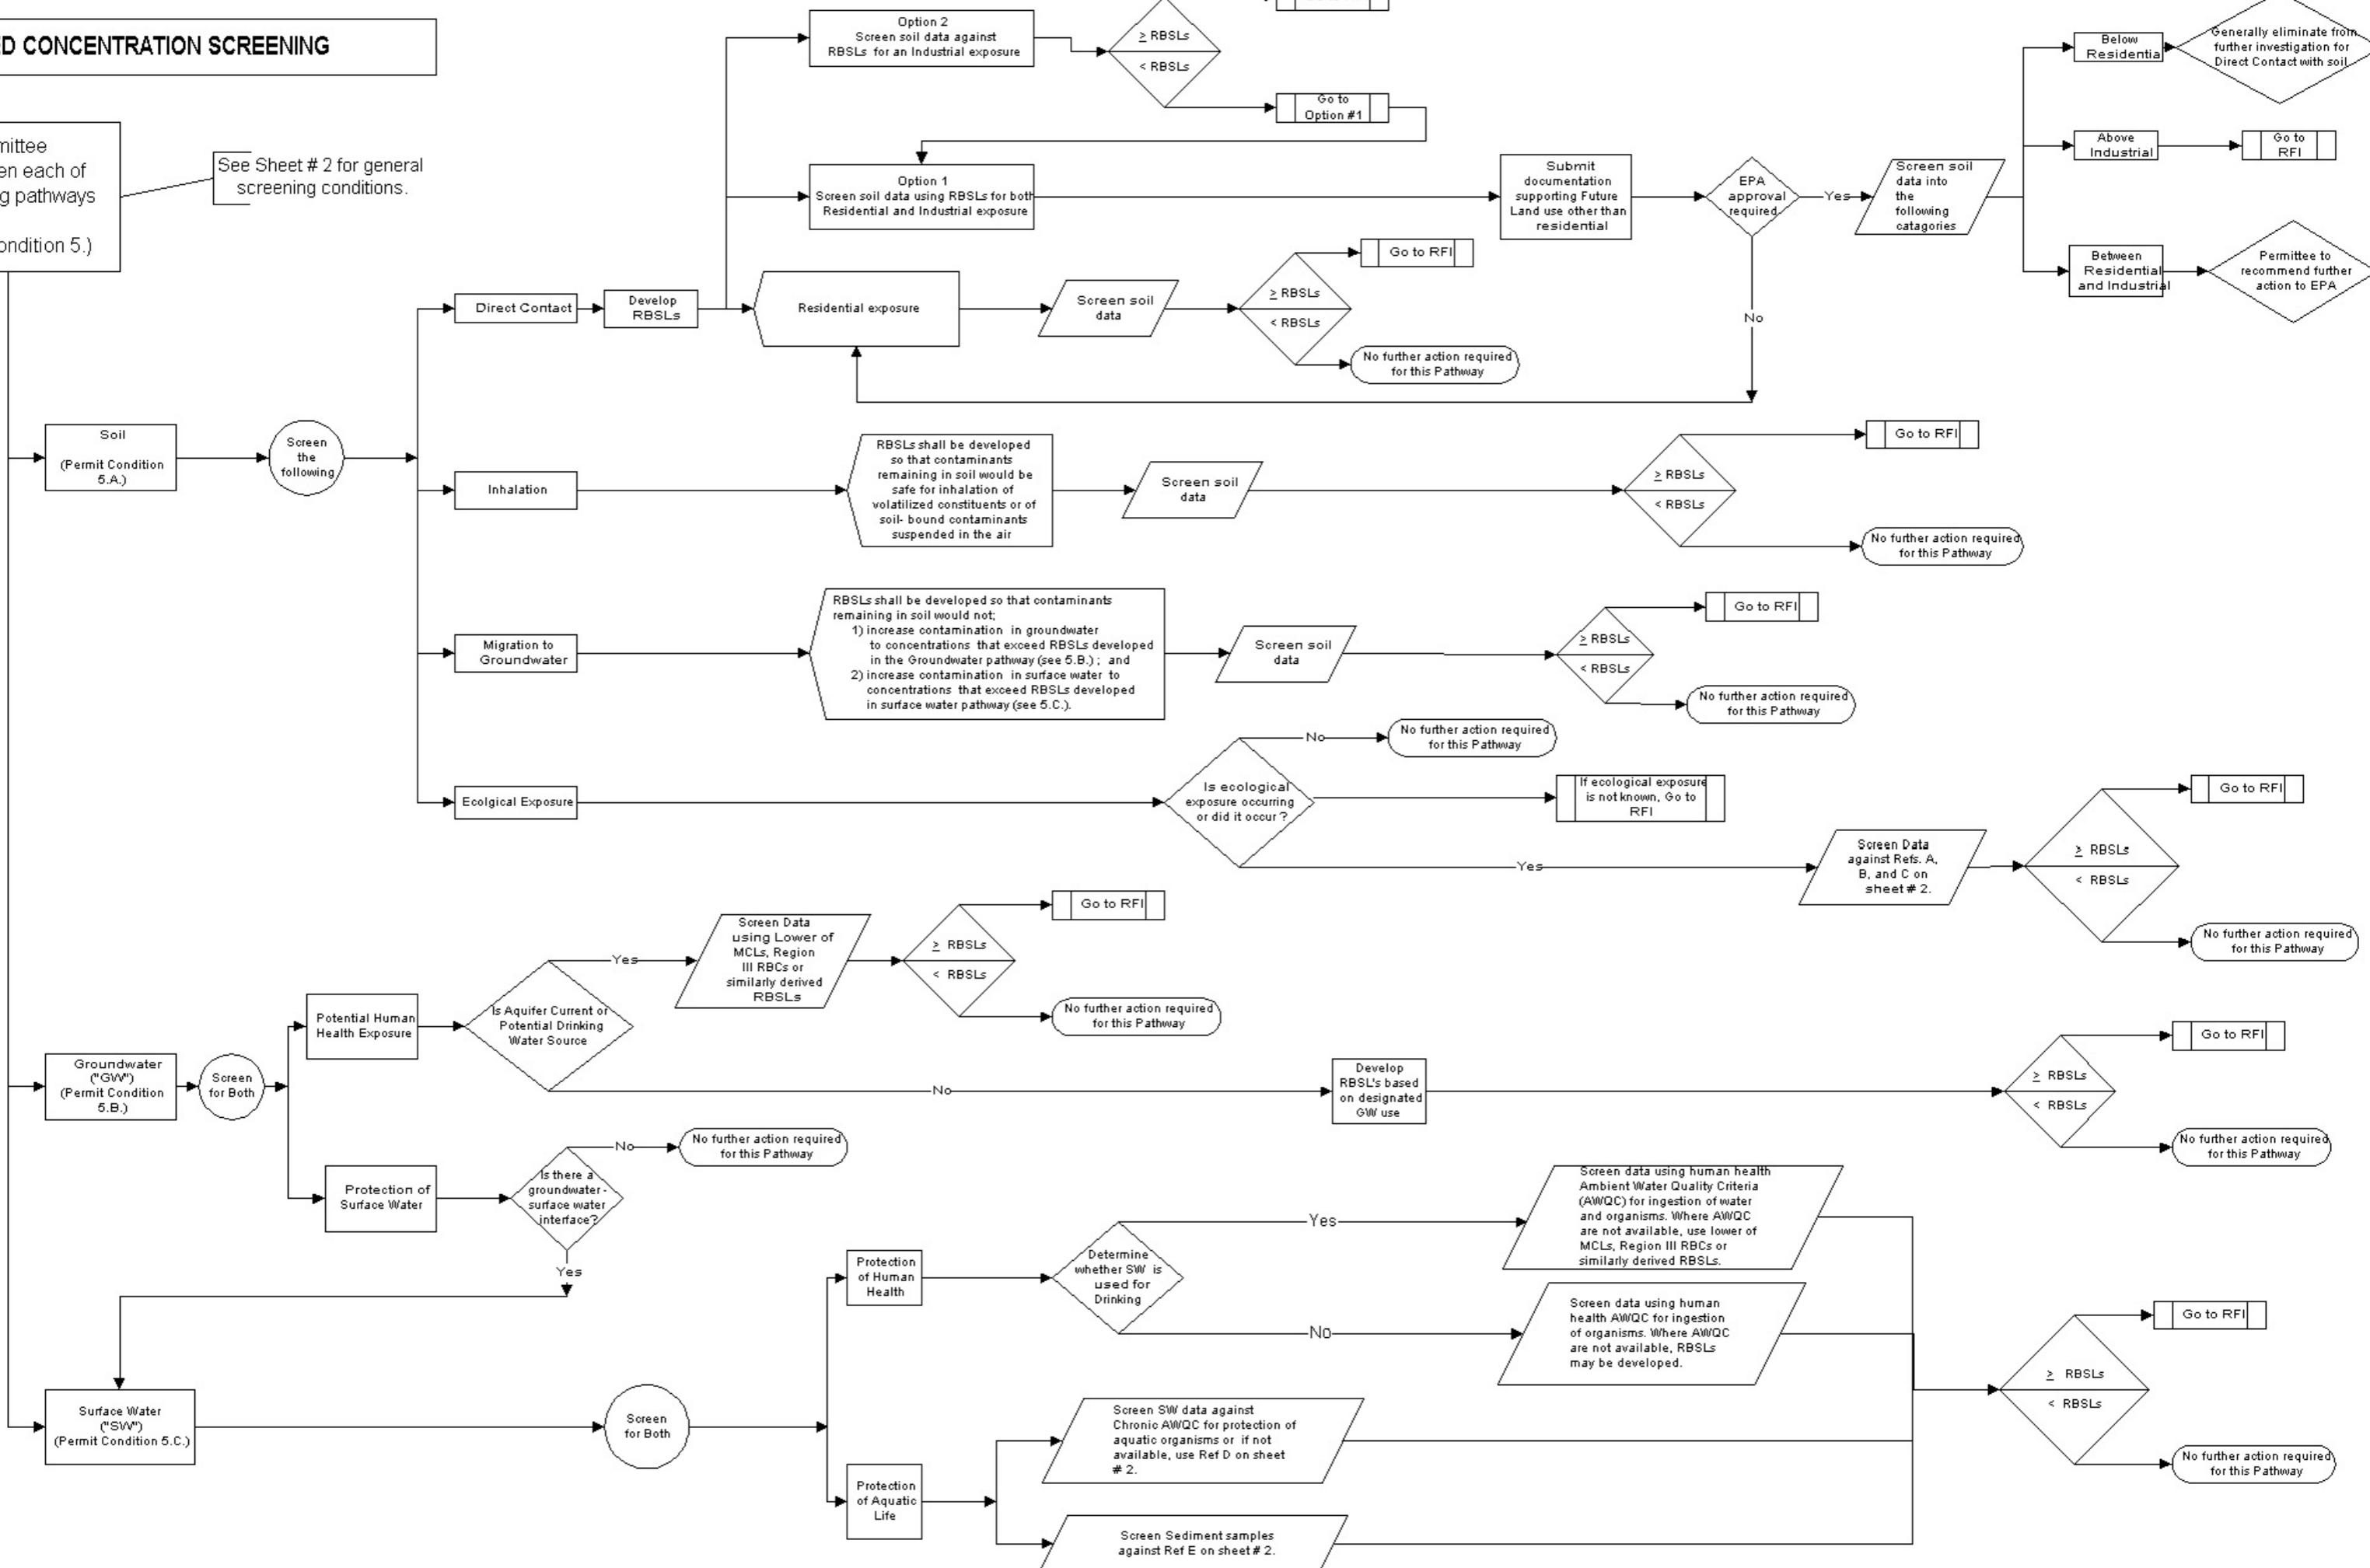 D CONCENTRATION SCREENING
mittee
en each of
g pathways
ondition 5.)
See Sheet # 2 for general
screening conditions.
Option 2
Screen soil data against
RBSLs for an Industrial exposure
≥ RBSLs
< RBSLs
Go to
Option #1
Option 1
Screen soil data using RBSLs for both
Residential and Industrial exposure
Submit
documentation
supporting Future
Land use other than
residential
EPA
approval
required
Yes
No
Screen soil
data into
the
following
catagories
Below
Residentia
Generally eliminate from
further investigation for
Direct Contact with soil
Above
Industrial
Go to
RFI
Between
Residential
and Industrial
Permittee to
recommend further
action to EPA
Direct Contact
Develop
RBSLs
Residential exposure
Screen soil
data
≥ RBSLs
< RBSLs
Go to RFI
No further action required
for this Pathway
Soil
(Permit Condition
5.A.)
Screen
the
following
Inhalation
RBSLs shall be developed
so that contaminants
remaining in soil would be
safe for inhalation of
volatilized constituents or of
soil- bound contaminants
suspended in the air
Screen soil
data
≥ RBSLs
< RBSLs
Go to RFI
No further action required
for this Pathway
Migration to
Groundwater
RBSLs shall be developed so that contaminants
remaining in soil would not;
1) increase contamination in groundwater
to concentrations that exceed RBSLs developed
in the Groundwater pathway (see 5.B.) ; and
2) increase contamination in surface water to
concentrations that exceed RBSLs developed
in surface water pathway (see 5.C.).
Screen soil
data
≥ RBSLs
< RBSLs
Go to RFI
No further action required
for this Pathway
Ecolgical Exposure
Is ecological
exposure occurring
or did it occur ?
No
No further action required
for this Pathway
If ecological exposure
is not known, Go to
RFI
Yes
Screen Data
against Refs. A,
B, and C on
sheet # 2.
≥ RBSLs
< RBSLs
Go to RFI
No further action required
for this Pathway
Groundwater
("GW")
(Permit Condition
5.B.)
Screen
for Both
Potential Human
Health Exposure
Is Aquifer Current or
Potential Drinking
Water Source
Yes
Screen Data
using Lower of
MCLs, Region
III RBCs or
similarly derived
RBSLs
≥ RBSLs
< RBSLs
Go to RFI
No further action required
for this Pathway
No
Develop
RBSL's based
on designated
GW use
≥ RBSLs
< RBSLs
Go to RFI
No further action required
for this Pathway
Protection of
Surface Water
Is there a
groundwater -
surface water
interface?
No
No further action required
for this Pathway
Yes
Surface Water
("SW")
(Permit Condition 5.C.)
Screen
for Both
Protection
of Human
Health
Determine
whether SW is
used for
Drinking
Yes
Screen data using human health
Ambient Water Quality Criteria
(AWQC) for ingestion of water
and organisms. Where AWQC
are not available, use lower of
MCLs, Region III RBCs or
similarly derived RBSLs.
No
Screen data using human
health AWQC for ingestion
of organisms. Where AWQC
are not available, RBSLs
may be developed.
Protection
of Aquatic
Life
Screen SW data against
Chronic AWQC for protection of
aquatic organisms or if not
available, use Ref D on sheet
# 2.
Screen Sediment samples
against Ref E on sheet # 2.
≥ RBSLs
< RBSLs
Go to RFI
No further action required
for this Pathway